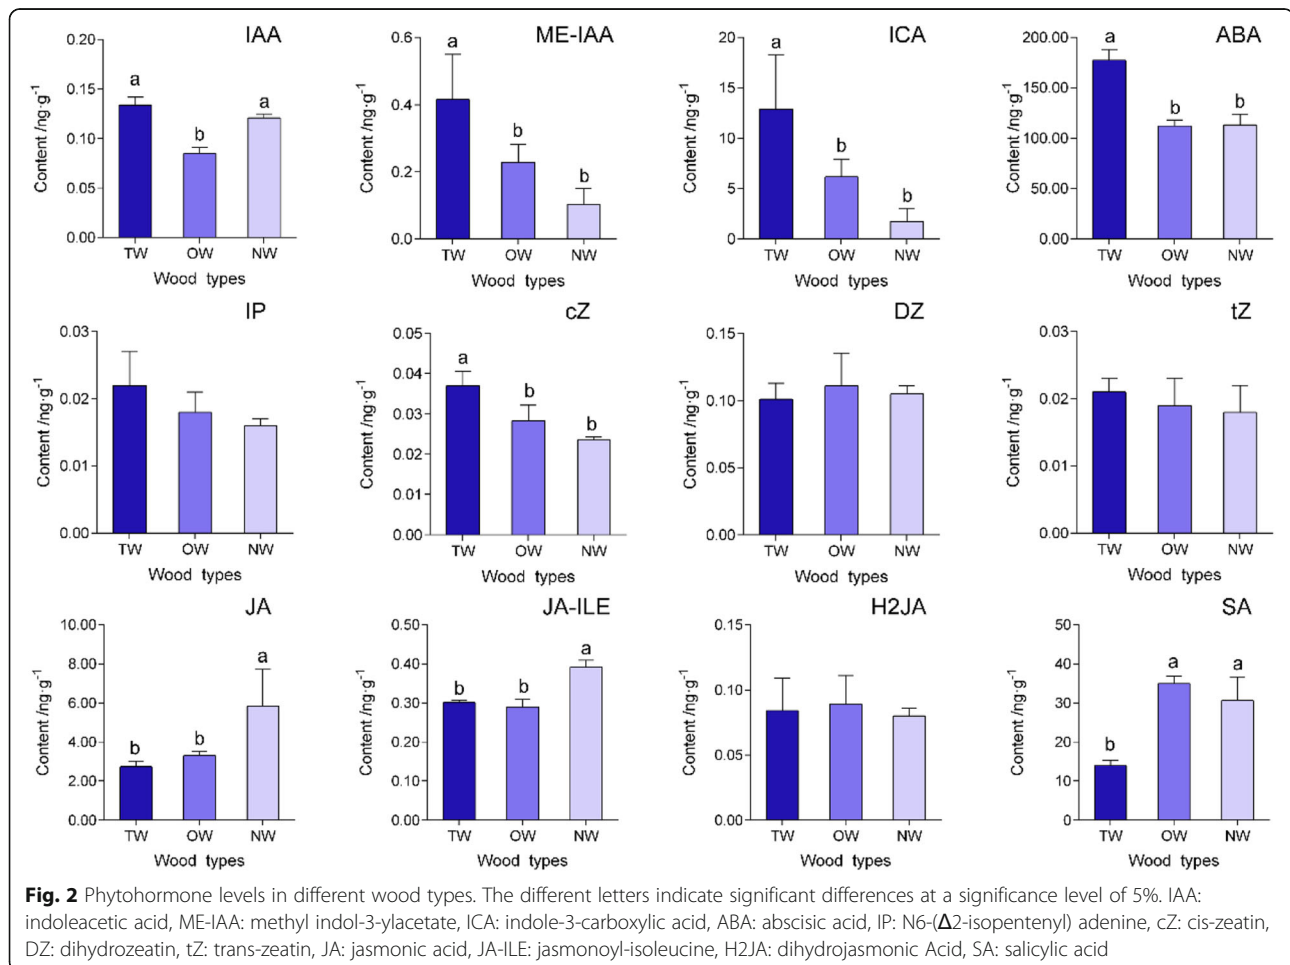 IAA
Content /ng·g-1
0.20
0.15
0.10
0.05
0.00
a
b
a
TW OW NW
Wood types
ME-IAA
Content /ng·g-1
0.6
0.4
0.2
0.0
a
b
b
TW OW NW
Wood types
ICA
Content /ng·g-1
20
15
10
5
0
a
b
b
TW OW NW
Wood types
ABA
Content /ng·g-1
200.00
150.00
100.00
50.00
0.00
a
b
b
TW OW NW
Wood types
IP
Content /ng·g-1
0.03
0.02
0.01
0.00
TW OW NW
Wood types
cZ
Content /ng·g-1
0.05
0.04
0.03
0.02
0.01
0.00
a
b
b
TW OW NW
Wood types
DZ
Content /ng·g-1
0.15
0.10
0.05
0.00
TW OW NW
Wood types
tZ
Content /ng·g-1
0.03
0.02
0.01
0.00
TW OW NW
Wood types
JA
Content /ng·g-1
10.00
8.00
6.00
4.00
2.00
0.00
b
b
a
TW OW NW
Wood types
JA-ILE
Content /ng·g-1
0.50
0.40
0.30
0.20
0.10
0.00
b
b
a
TW OW NW
Wood types
H2JA
Content /ng·g-1
0.15
0.10
0.05
0.00
TW OW NW
Wood types
SA
Content /ng·g-1
50
40
30
20
10
0
b
a
a
TW OW NW
Wood types
Fig. 2 Phytohormone levels in different wood types. The different letters indicate significant differences at a significance level of 5%. IAA:
indoleacetic acid, ME-IAA: methyl indol-3-ylacetate, ICA: indole-3-carboxylic acid, ABA: abscisic acid, IP: N6-(Δ2-isopentenyl) adenine, cZ: cis-zeatin,
DZ: dihydrozeatin, tZ: trans-zeatin, JA: jasmonic acid, JA-ILE: jasmonoyl-isoleucine, H2JA: dihydrojasmonic Acid, SA: salicylic acid